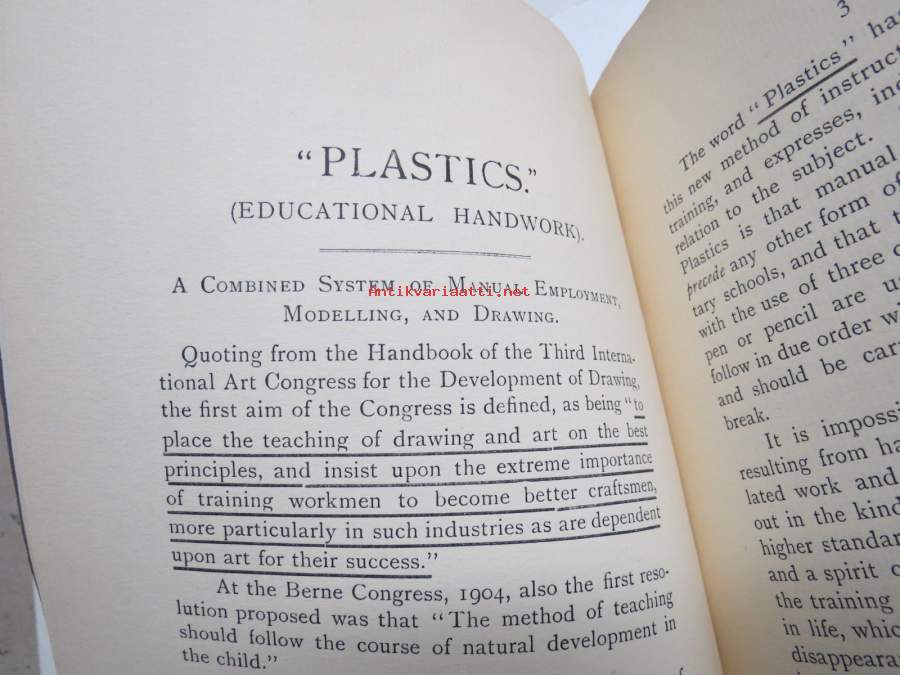 "PLASTICS."
(EDUCATIONAL HANDWORK).
A COMBINED SYSTEM OF MANUAL EMPLOYMENT,
MODELLING, AND DRAWING.
Antikvariaatti.net
Quoting from the Handbook of the Third Interna-
tional Art Congress for the Development of Drawing,
the first aim of the Congress is defined, as being "to
place the teaching of drawing and art on the best
principles, and insist upon the extreme importance
of training workmen to become better craftsmen,
more particularly in such industries as are dependent
upon art for their success."
At the Berne Congress, 1904, also the first reso-
lution proposed was that "The method of teaching
should follow the course of natural development in
the child."
3
The word "Plastics" has
this new method of instruct
training, and expresses, ind
relation to the subject.
Plastics is that manual
precede any other form of
tary schools, and that t
with the use of three
pen or pencil are u
follow in due order w
and should be car
break.
It is impossi
resulting from ha
lated work and
out in the kind
higher standar
and a spirit
the training
in life, whic
disappearan